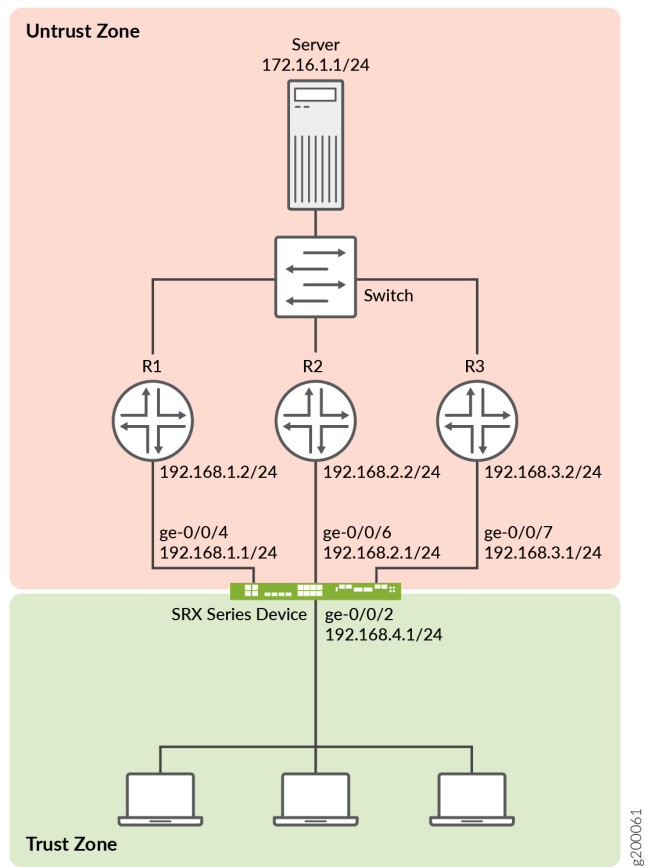 Untrust Zone
Server
172.16.1.1/24
Switch
R1
R2
R3
192.168.1.2/24
192.168.2.2/24
192.168.3.2/24
ge-0/0/4
192.168.1.1/24
ge-0/0/6
192.168.2.1/24
ge-0/0/7
192.168.3.1/24
SRX Series Device
ge-0/0/2
192.168.4.1/24
Trust Zone
g200061